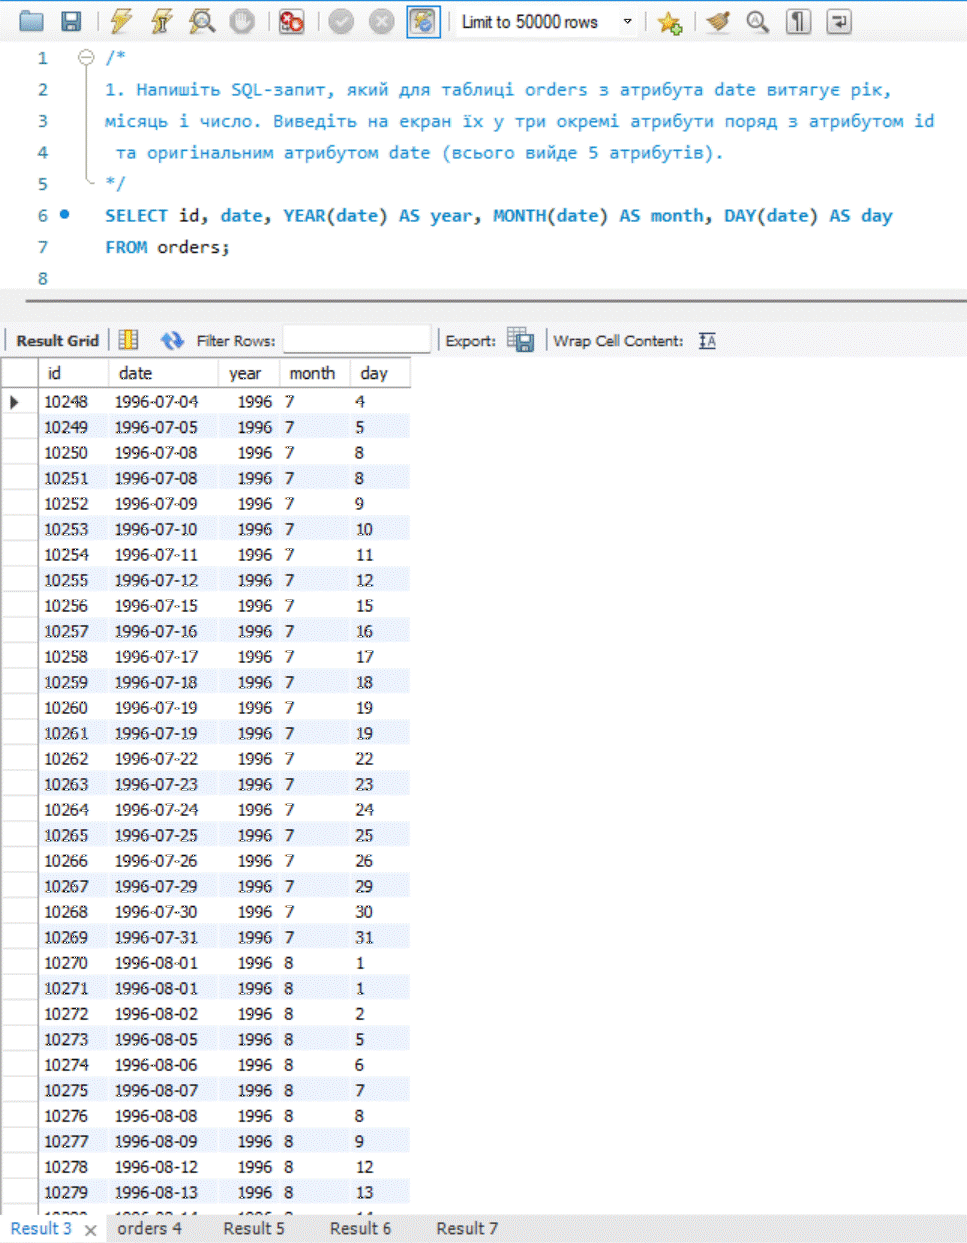 Limit to 50000 rows
1 /*
2 1. Напишіть SQL-запит, який для таблиці orders з атрибута date витягує рік,
3 місяць і число. Виведіть на екран їх у три окремі атрибути поряд з атрибутом id
4 та оригінальним атрибутом date (всього вийде 5 атрибутів).
5 */
6 SELECT id, date, YEAR(date) AS year, MONTH(date) AS month, DAY(date) AS day
7 FROM orders;
8
Result Grid Filter Rows: Export: Wrap Cell Content:
id date year month day
10248 1996-07-04 1996 7 4
10249 1996-07-05 1996 7 5
10250 1996-07-08 1996 7 8
10251 1996-07-08 1996 7 8
10252 1996-07-09 1996 7 9
10253 1996-07-10 1996 7 10
10254 1996-07-11 1996 7 11
10255 1996-07-12 1996 7 12
10256 1996-07-15 1996 7 15
10257 1996-07-16 1996 7 16
10258 1996-07-17 1996 7 17
10259 1996-07-18 1996 7 18
10260 1996-07-19 1996 7 19
10261 1996-07-19 1996 7 19
10262 1996-07-22 1996 7 22
10263 1996-07-23 1996 7 23
10264 1996-07-24 1996 7 24
10265 1996-07-25 1996 7 25
10266 1996-07-26 1996 7 26
10267 1996-07-29 1996 7 29
10268 1996-07-30 1996 7 30
10269 1996-07-31 1996 7 31
10270 1996-08-01 1996 8 1
10271 1996-08-01 1996 8 1
10272 1996-08-02 1996 8 2
10273 1996-08-05 1996 8 5
10274 1996-08-06 1996 8 6
10275 1996-08-07 1996 8 7
10276 1996-08-08 1996 8 8
10277 1996-08-09 1996 8 9
10278 1996-08-12 1996 8 12
10279 1996-08-13 1996 8 13
Result 3 orders 4 Result 5 Result 6 Result 7